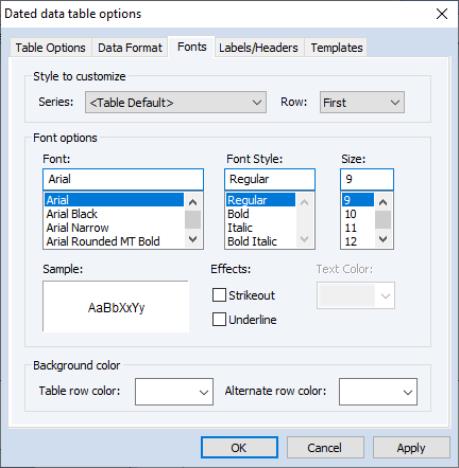 Dated data table options
Table Options Data Format Fonts Labels/Headers Templates
Style to customize
Series: <Table Default> Row: First
Font options
Font: Font Style: Size:
Arial Regular 9
Arial Regular 9
Arial Black Bold 10
Arial Narrow Italic 11
Arial Rounded MT Bold Bold Italic 12
Sample: Effects: Text Color:
AaBbXxYy Strikeout
Underline
Background color
Table row color: Alternate row color:
OK Cancel Apply